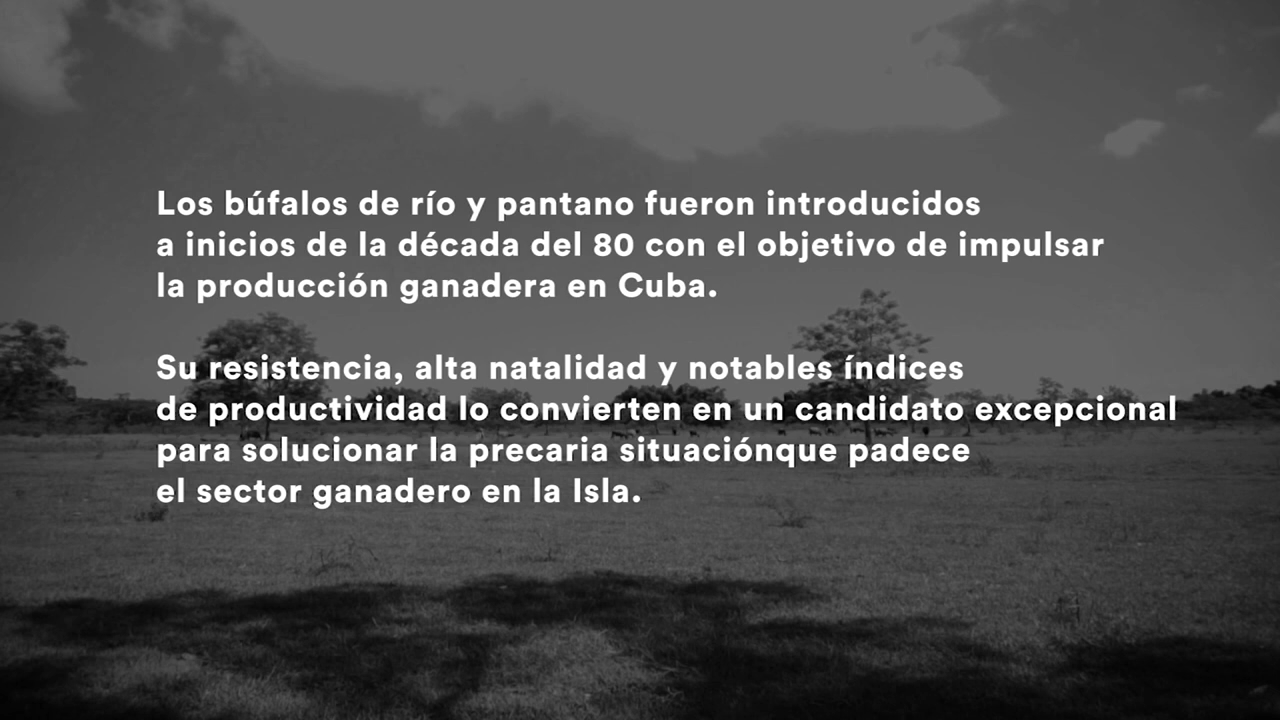 Los búfalos de río y pantano fueron introducidos
a inicios de la década del 80 con el objetivo de impulsar
la producción ganadera en Cuba.
Su resistencia, alta natalidad y notables índices
de productividad lo convierten en un candidato excepcional
para solucionar la precaria situaciónque padece
el sector ganadero en la Isla.